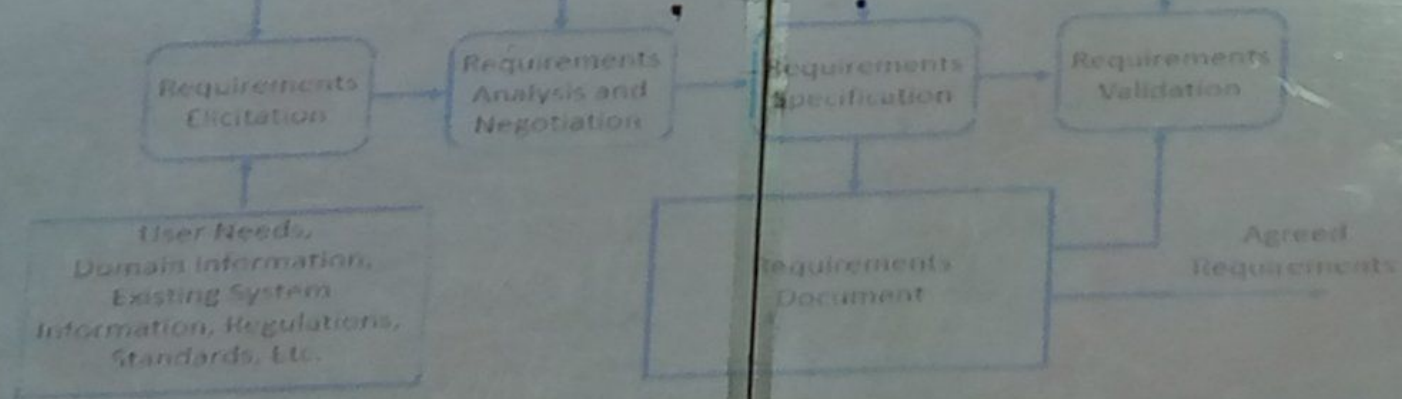 Requirements
Elicitation
Requirements
Analysis and
Negotiation
Requirements
Specification
Requirements
Validation
User Needs,
Domain Information,
Existing System
Information, Regulations,
Standards, Etc.
Requirements
Document
Agreed
Requirements